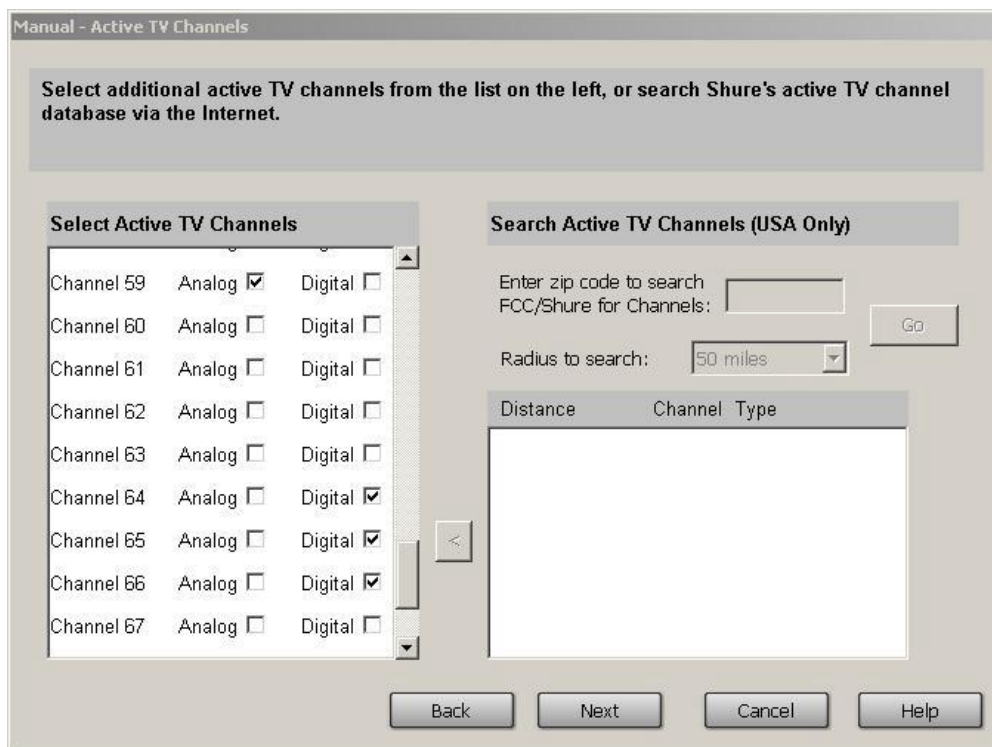 Manual - Active TV Channels
Select additional active TV channels from the list on the left, or search Shure's active TV channel
database via the Internet.
Select Active TV Channels
Channel 59 Analog Digital
Channel 60 Analog Digital
Channel 61 Analog Digital
Channel 62 Analog Digital
Channel 63 Analog Digital
Channel 64 Analog Digital
Channel 65 Analog Digital
Channel 66 Analog Digital
Channel 67 Analog Digital
<
Search Active TV Channels (USA Only)
Enter zip code to search
FCC/Shure for Channels:
Go
Radius to search: 50 miles
Distance Channel Type
Back Next Cancel Help